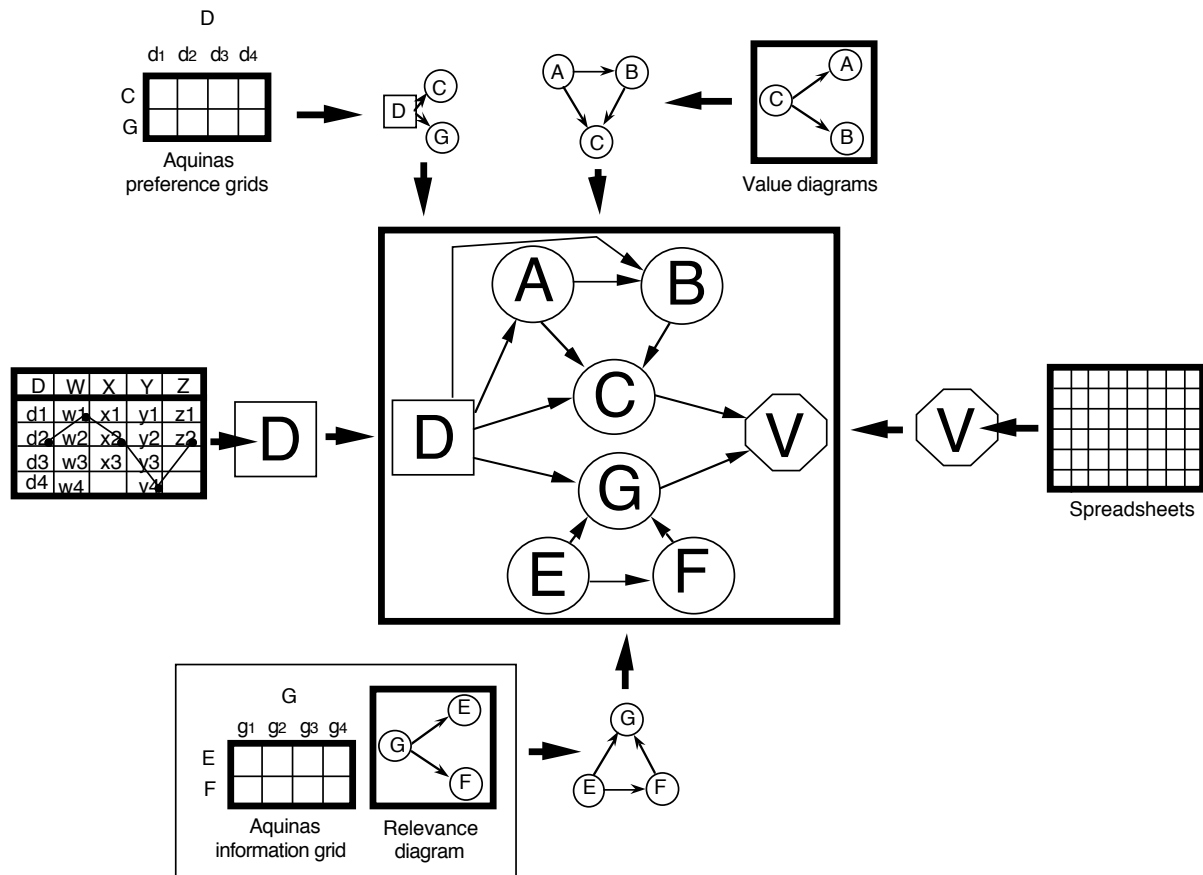 D
d1 d2 d3 d4
C
G
Aquinas
preference grids
D
C
G
A B
C
C
A
B
Value diagrams
D W X Y Z
d1 w1 x1 y1 z1
d2 w2 x2 y2 z2
d3 w3 x3 y3
d4 w4 y4
D
A B
C
D
V
G
E F
V
Spreadsheets
G
g1 g2 g3 g4
E
F
Aquinas
information grid
G
E
F
Relevance
diagram
G
E F